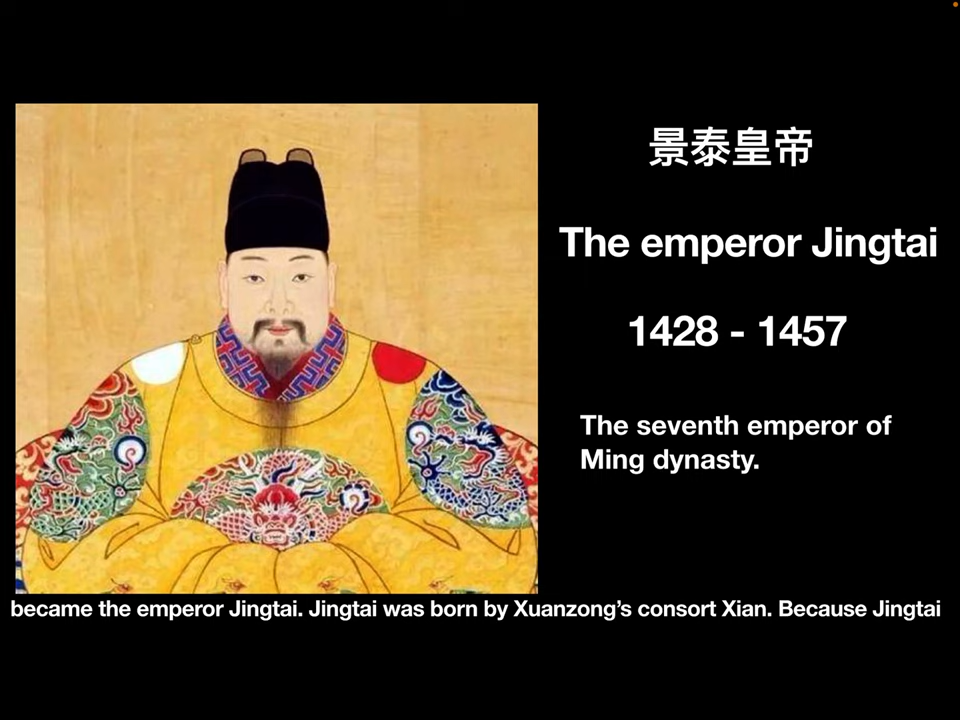 景泰皇帝
The emperor Jingtai
1428 - 1457
The seventh emperor of
Ming dynasty.
became the emperor Jingtai. Jingtai was born by Xuanzong’s consort Xian. Because Jingtai